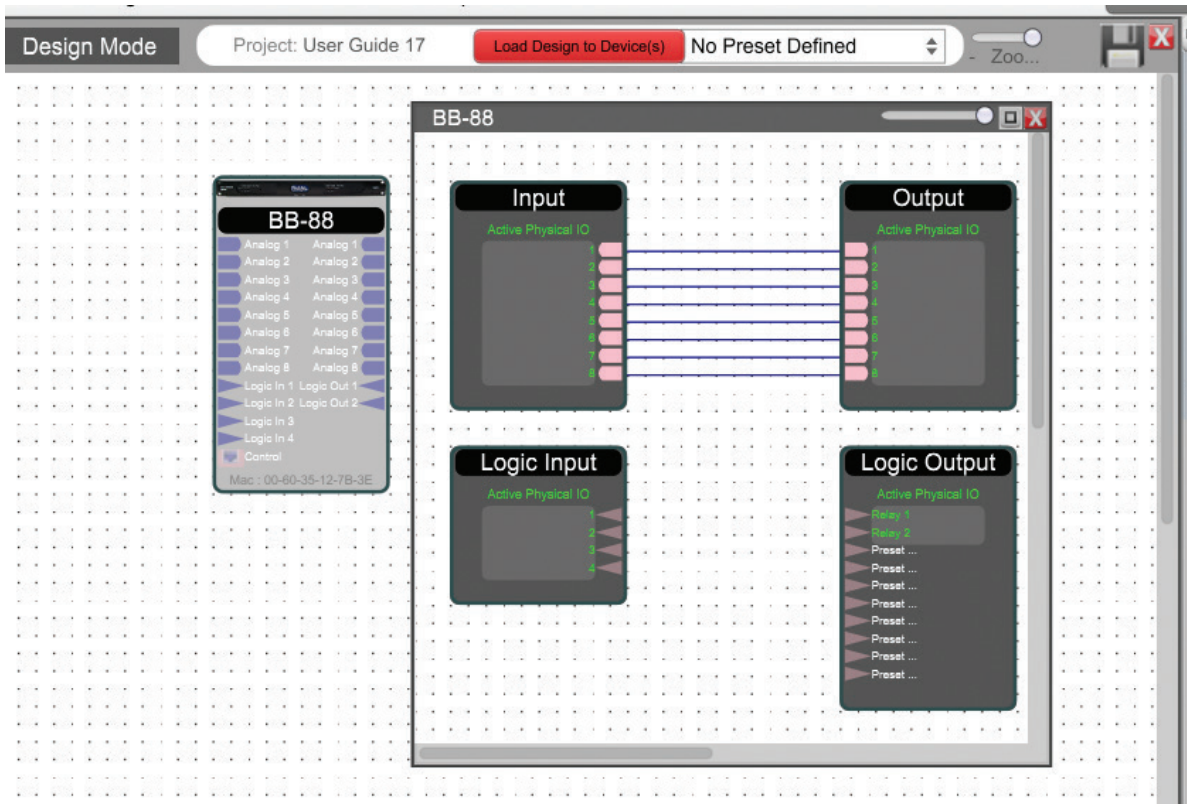 Design Mode
Project: User Guide 17
Load Design to Device(s)
No Preset Defined
- Zoo...
X
BB-88
X
BB-88
Analog 1 Analog 1
Analog 2 Analog 2
Analog 3 Analog 3
Analog 4 Analog 4
Analog 5 Analog 5
Analog 6 Analog 6
Analog 7 Analog 7
Analog 8 Analog 8
Logic In 1 Logic Out 1
Logic In 2 Logic Out 2
Logic In 3
Logic In 4
Control
Mac : 00-60-35-12-7B-3E
Input
Active Physical IO
1
2
3
4
5
6
7
8
Output
Active Physical IO
1
2
3
4
5
6
7
8
Logic Input
Active Physical IO
1
2
3
4
Logic Output
Active Physical IO
Relay 1
Relay 2
Preset ...
Preset ...
Preset ...
Preset ...
Preset ...
Preset ...
Preset ...
Preset ...